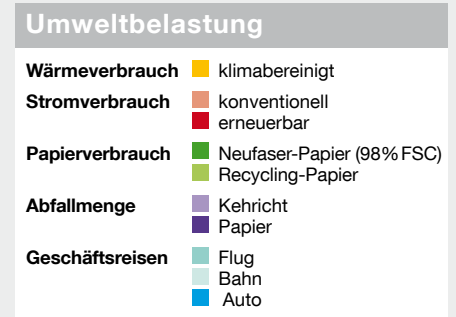 Umweltbelastung
Wärmeverbrauch klimabereinigt
Stromverbrauch konventionell
erneuerbar
Papierverbrauch Neufaser-Papier (98% FSC)
Recycling-Papier
Abfallmenge Kehricht
Papier
Geschäftsreisen Flug
Bahn
Auto